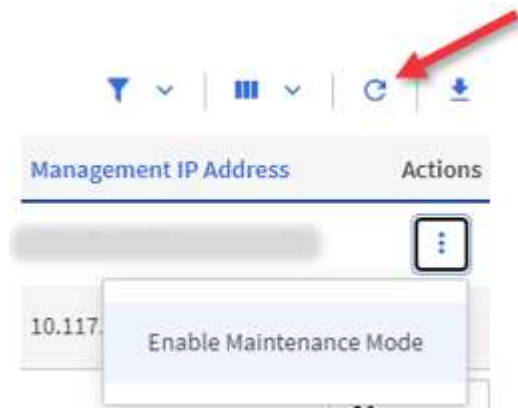 Management IP Address Actions
10.117.
Enable Maintenance Mode